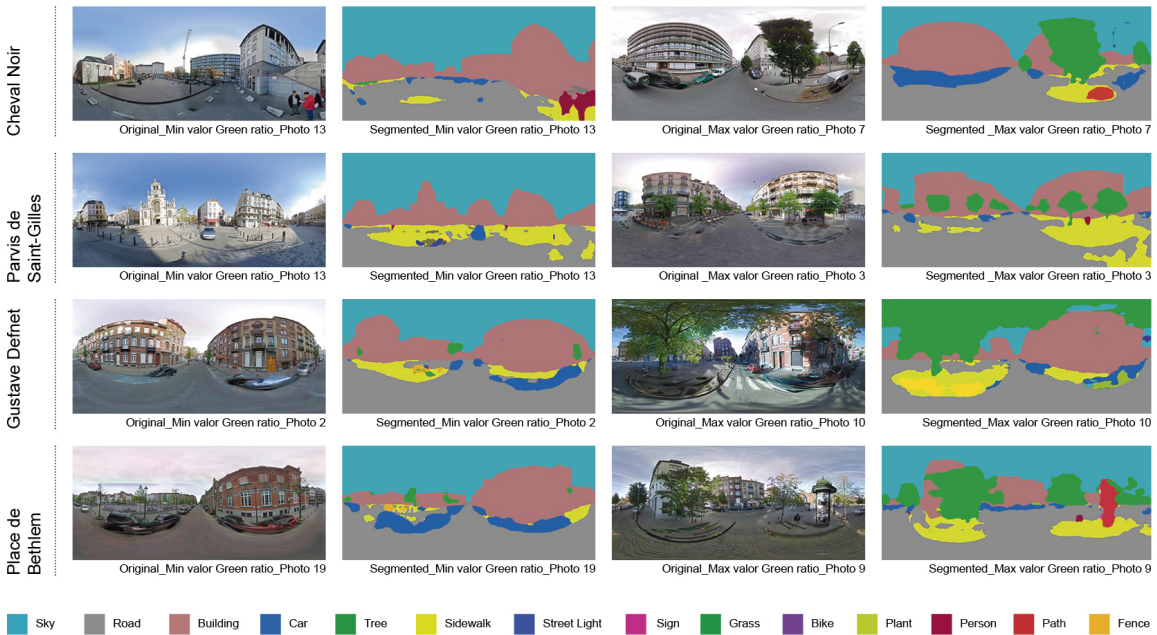 Cheval Noir
Original_Min valor Green ratio_Photo 13
Segmented_Min valor Green ratio_Photo 13
Original_Max valor Green ratio_Photo 7
Segmented _Max valor Green ratio_Photo 7
Parvis de
Saint-Gilles
Original_Min valor Green ratio_Photo 13
Segmented_Min valor Green ratio_Photo 13
Original _Max valor Green ratio_Photo 3
Segmented_Max valor Green ratio_Photo 3
Gustave Defnet
Original_Min valor Green ratio_Photo 2
Segmented_Min valor Green ratio_Photo 2
Original_Max valor Green ratio_Photo 10
Segmented_Max valor Green ratio_Photo 10
Place de
Bethlem
Original_Min valor Green ratio_Photo 19
Segmented_Min valor Green ratio_Photo 19
Original_Max valor Green ratio_Photo 9
Segmented_Max valor Green ratio_Photo 9
Sky Road Building Car Tree Sidewalk Street Light Sign Grass Bike Plant Person Path Fence